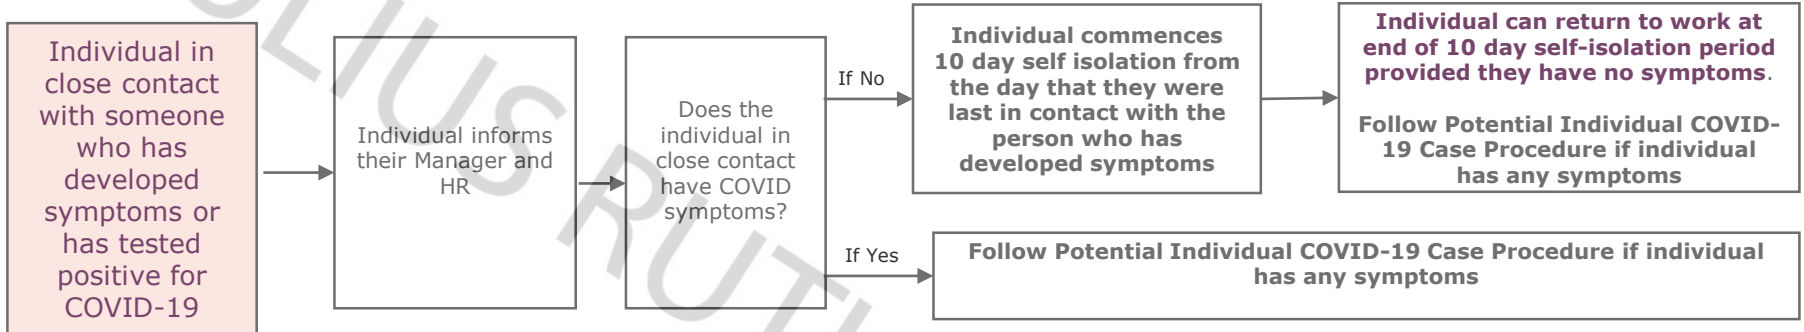 Individual in
close contact
with someone
who has
developed
symptoms or
has tested
positive for
COVID-19
Individual informs
their Manager and
HR
Does the
individual in
close contact
have COVID
symptoms?
If No
Individual commences
10 day self isolation from
the day that they were
last in contact with the
person who has
developed symptoms
Individual can return to work at
end of 10 day self-isolation period
provided they have no symptoms.
Follow Potential Individual COVID-
19 Case Procedure if individual
has any symptoms
If Yes
Follow Potential Individual COVID-19 Case Procedure if individual
has any symptoms